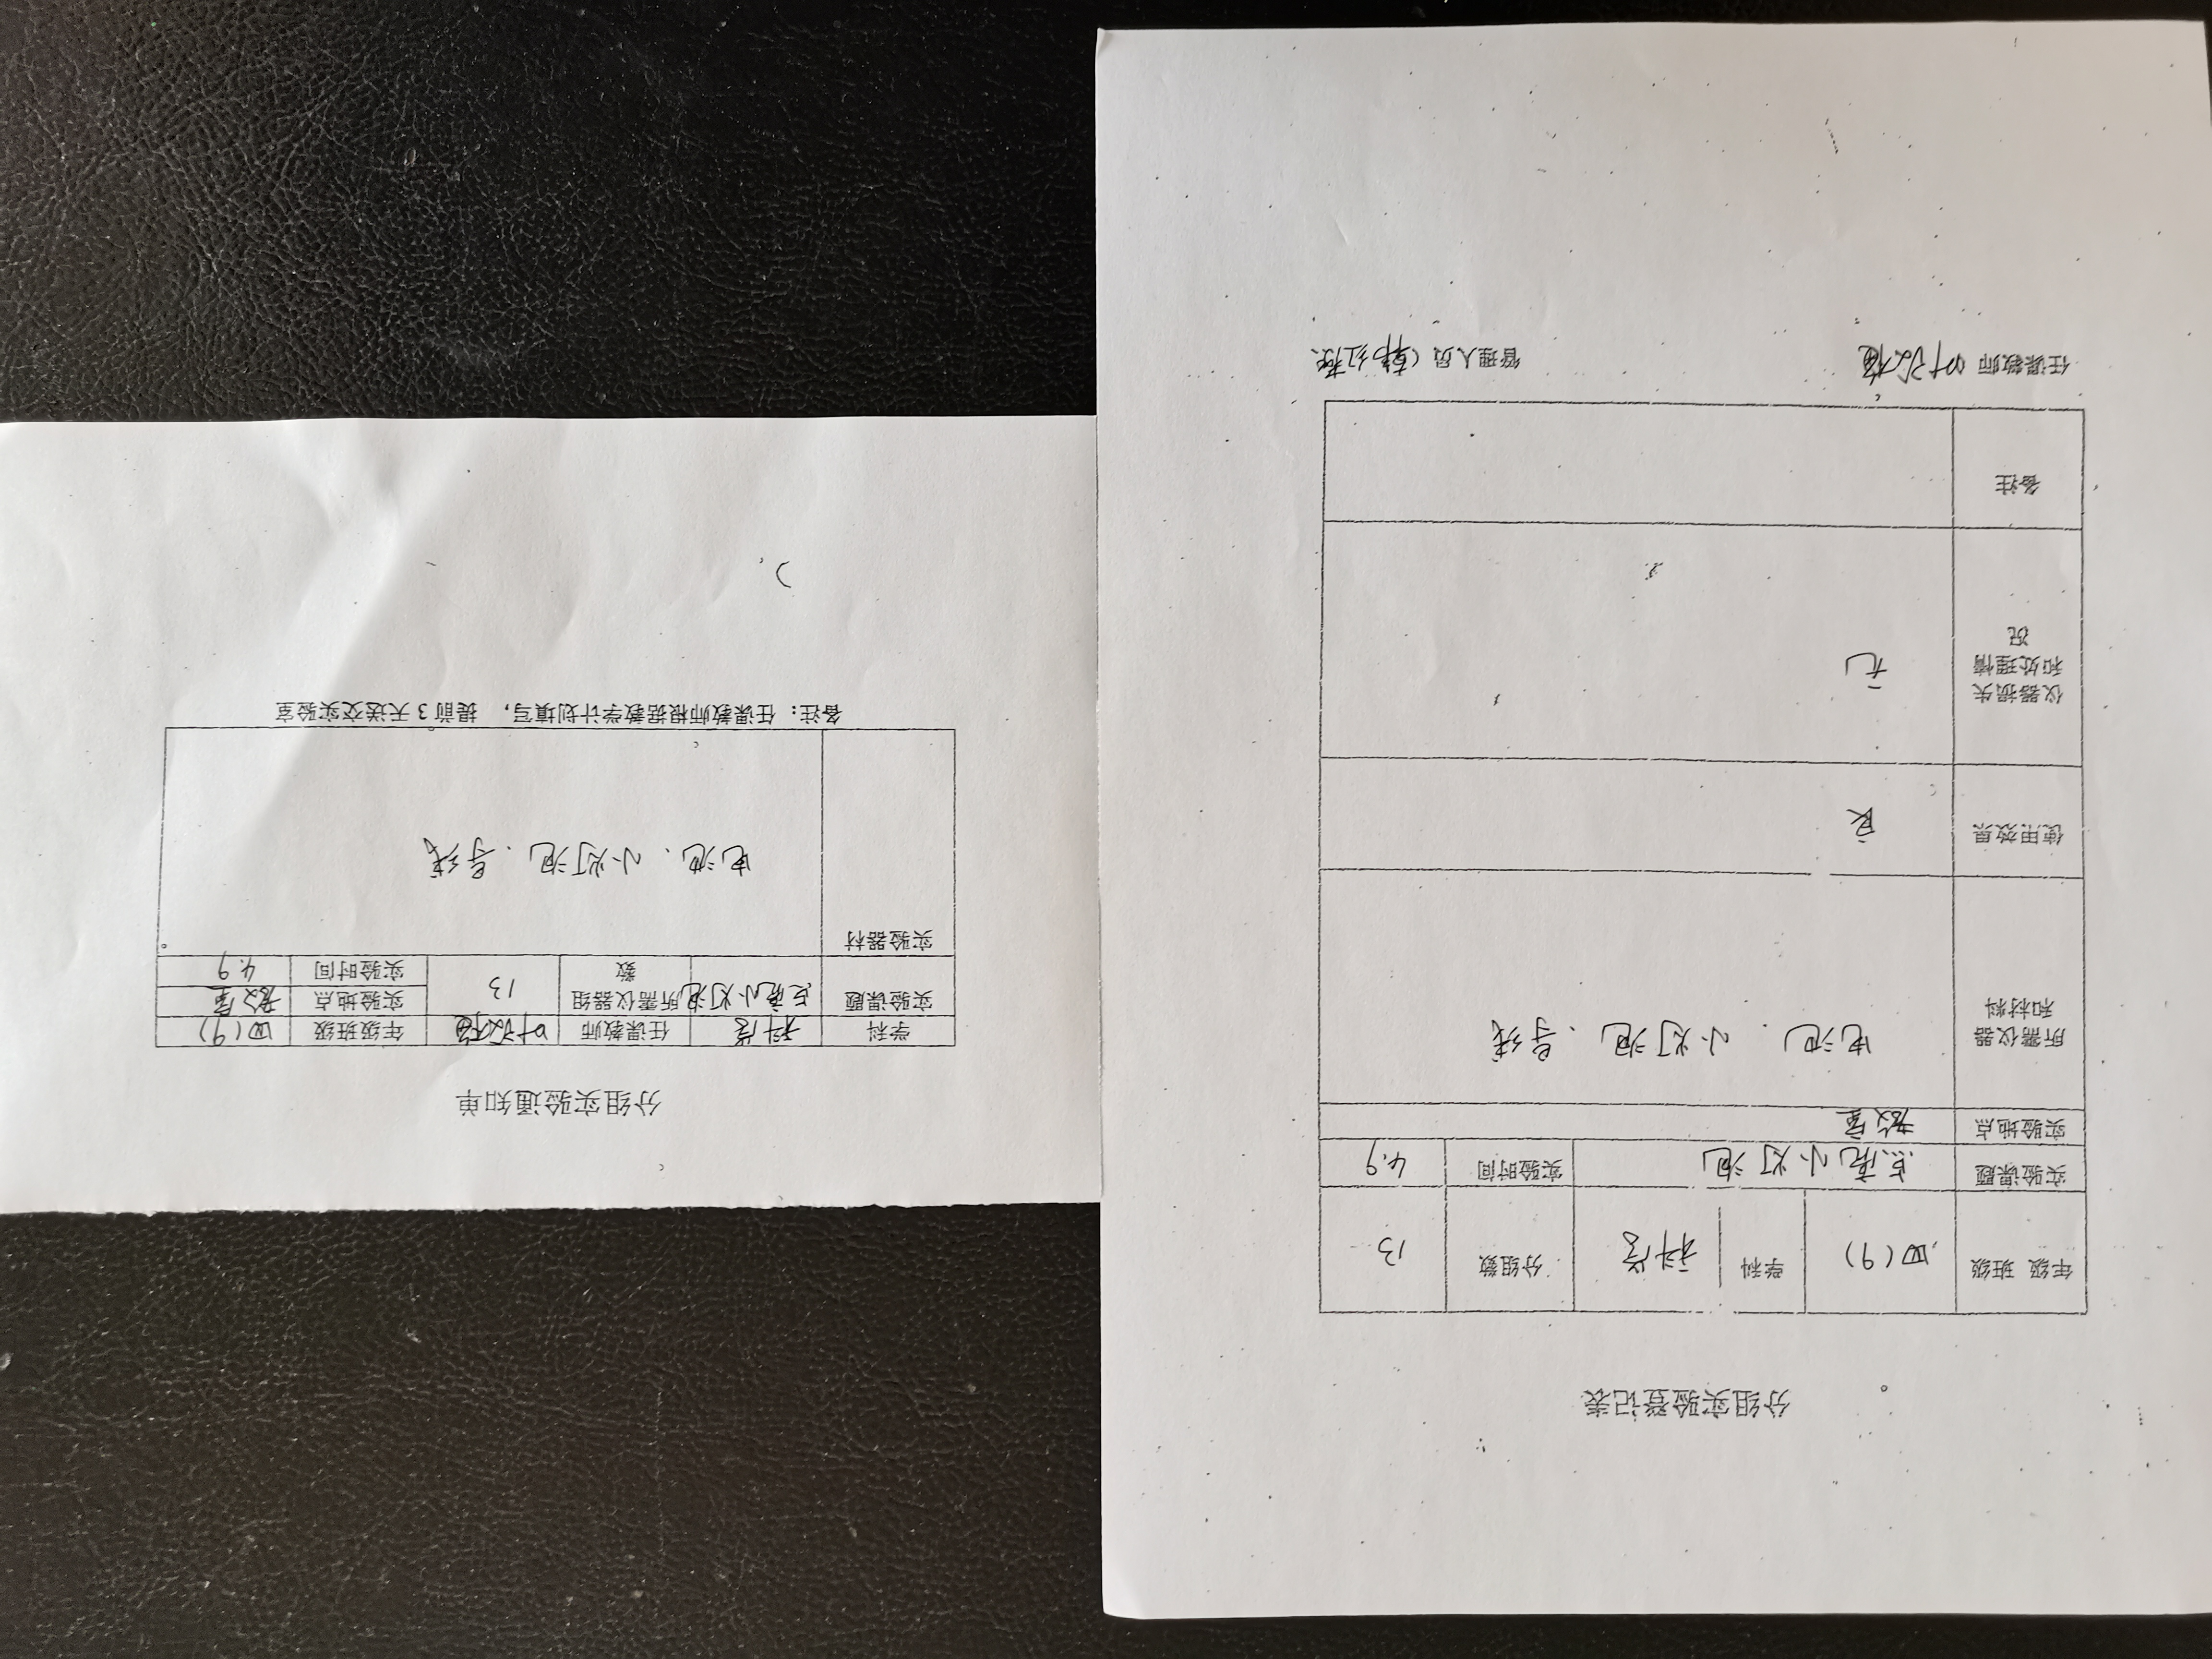 分组实验登记表
年级 班级 四(9) 学科 科学 分组数 13
实验课题 点亮小灯泡 实验时间 4.9
实验地点 教室
所需仪器和材料 电池、小灯泡、导线
使用效果 良
仪器损失和处理情况 无
备注
任课教师 叶 管理人员 韩红
分组实验通知单
学科 科学 任课教师 叶 年级班级 四(9)
实验课题 点亮小灯泡 所需仪器组数 13 实验地点 教室
实验时间 4.9
实验器材 电池、小灯泡、导线
备注：任课教师根据教学计划填写， 提前 3 天送交实验室